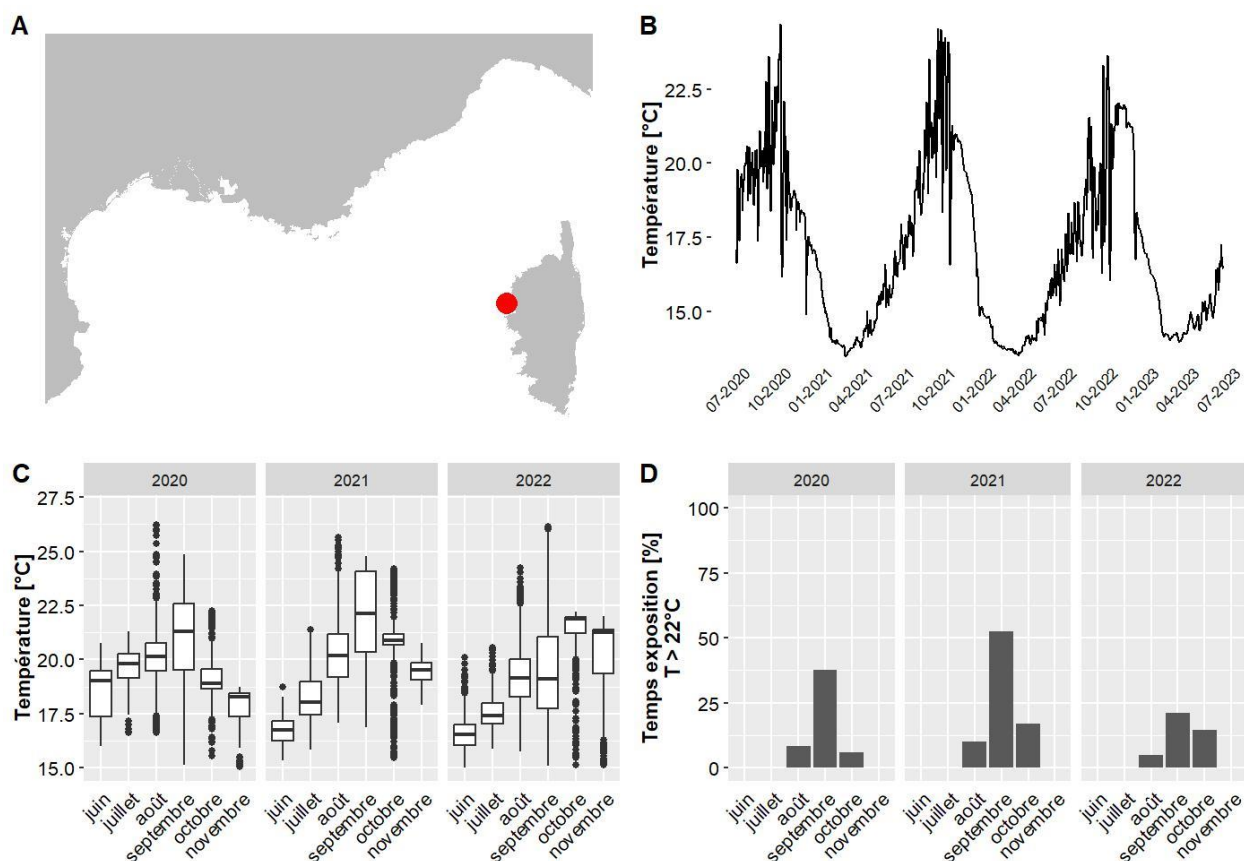 A
B
Température [°C]
22.5
20.0
17.5
15.0
07-2020
10-2020
01-2021
04-2021
07-2021
10-2021
01-2022
04-2022
07-2022
10-2022
01-2023
04-2023
07-2023
C
2020
2021
2022
Température [°C]
27.5
25.0
22.5
20.0
17.5
15.0
juin
juillet
août
septembre
octobre
novembre
juin
juillet
août
septembre
octobre
novembre
juin
juillet
août
septembre
octobre
novembre
D
2020
2021
2022
Temps exposition [%]
T > 22°C
100
75
50
25
0
juin
juillet
août
septembre
octobre
novembre
juin
juillet
août
septembre
octobre
novembre
juin
juillet
août
septembre
octobre
novembre